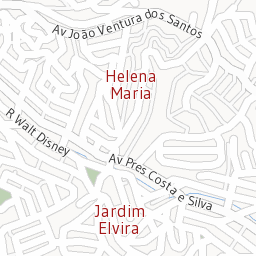 Av João Ventura dos Santos
Helena
Maria
R Walt Disney
Av Pres Costa e Silva
Jardim
Elvira